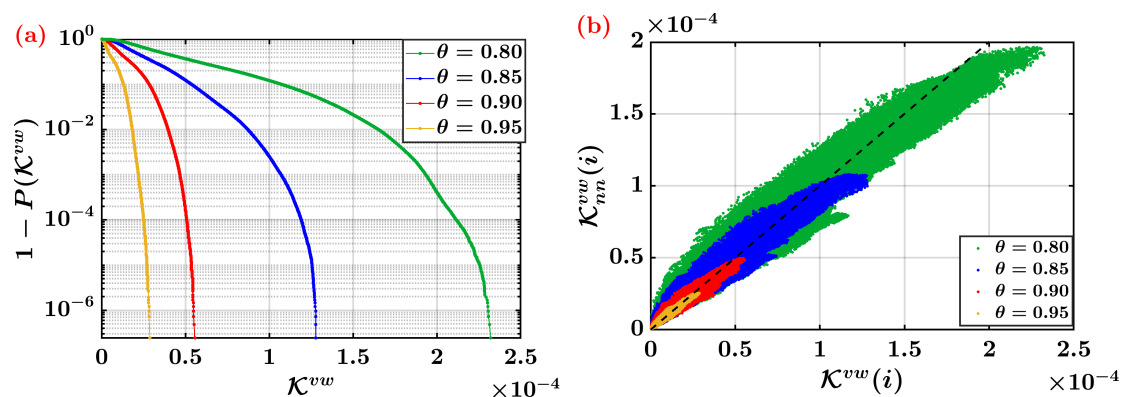 (a)
10^0
10^-2
10^-4
10^-6
1 − P(𝒦^vw)
0 0.5 1 1.5 2 2.5
×10^-4
𝒦^vw
θ = 0.80
θ = 0.85
θ = 0.90
θ = 0.95
(b)
×10^-4
2
1.5
1
0.5
0
𝒦_nn^vw(i)
0 0.5 1 1.5 2 2.5
×10^-4
𝒦^vw(i)
θ = 0.80
θ = 0.85
θ = 0.90
θ = 0.95